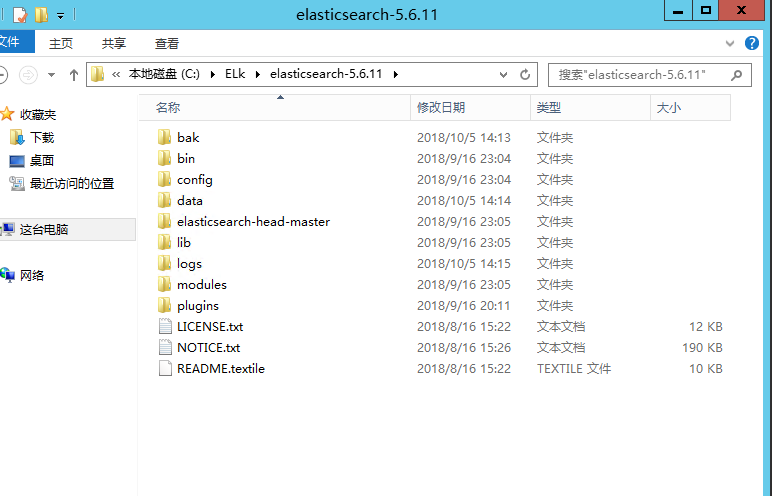 elasticsearch-5.6.11
文件 主页 共享 查看
« 本地磁盘 (C:) ELk elasticsearch-5.6.11 搜索"elasticsearch-5.6.11"
收藏夹
下载
桌面
最近访问的位置
这台电脑
网络
名称 修改日期 类型 大小
bak 2018/10/5 14:13 文件夹
bin 2018/9/16 23:04 文件夹
config 2018/9/16 23:04 文件夹
data 2018/10/5 14:14 文件夹
elasticsearch-head-master 2018/9/16 23:05 文件夹
lib 2018/9/16 23:05 文件夹
logs 2018/10/5 14:15 文件夹
modules 2018/9/16 23:05 文件夹
plugins 2018/9/16 20:11 文件夹
LICENSE.txt 2018/8/16 15:22 文本文档 12 KB
NOTICE.txt 2018/8/16 15:26 文本文档 190 KB
README.textile 2018/8/16 15:22 TEXTILE 文件 10 KB